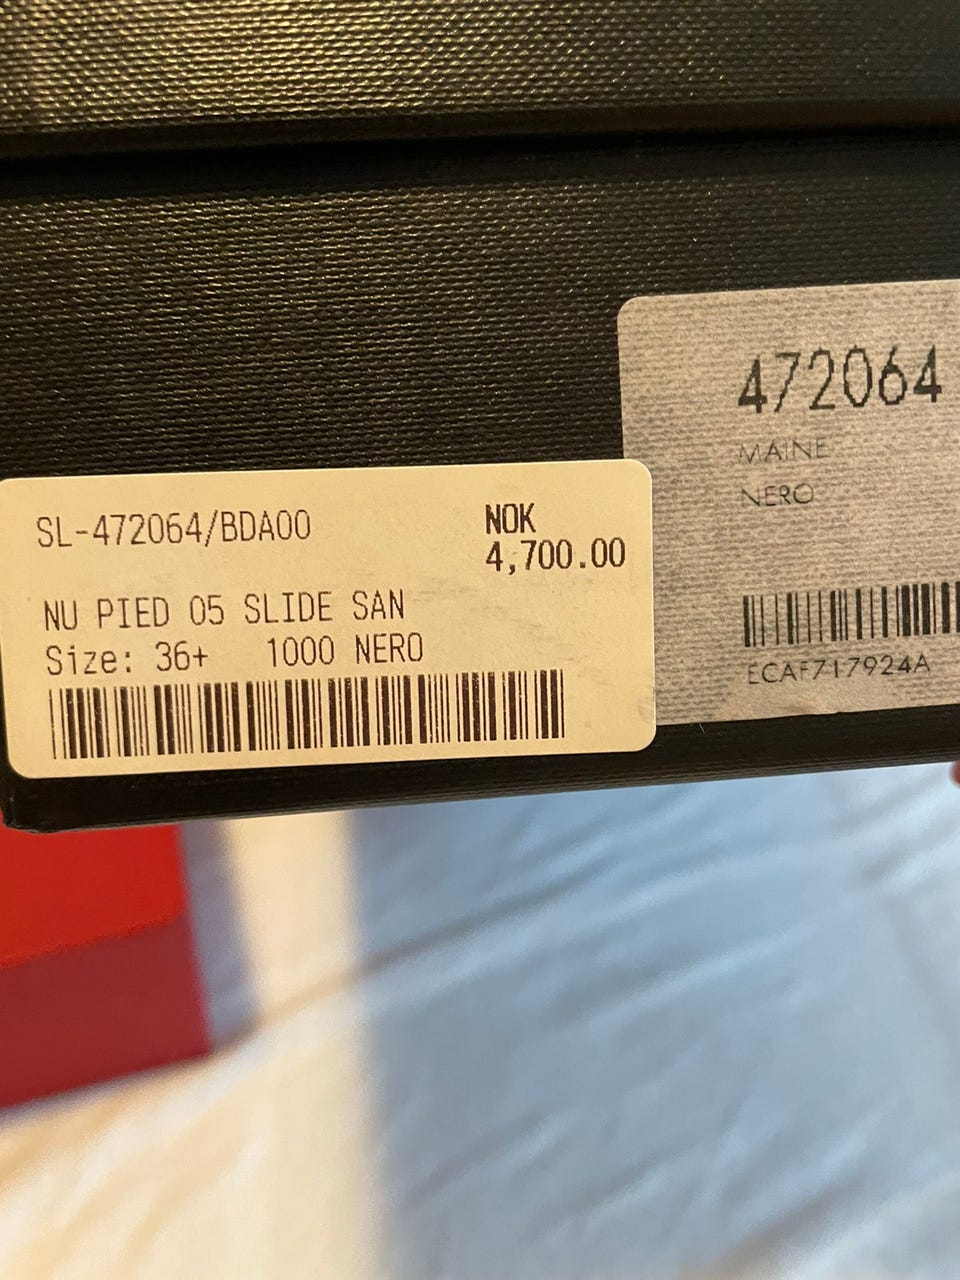 SL-472064/BDA00
NOK
4,700.00
NU PIED 05 SLIDE SAN
Size: 36+ 1000 NERO
472064
MAINE
NERO
ECAF717924A